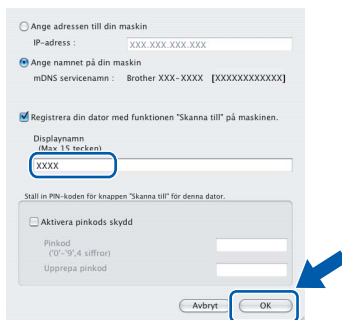 Ange adressen till din maskin
IP-adress : XXX.XXX.XXX.XXX
Ange namnet på din maskin
mDNS servicenamn : Brother XXX-XXXX [XXXXXXXXXXXX]
Registrera din dator med funktionen "Skanna till" på maskinen.
Displaynamn
(Max 15 tecken)
XXXX
Ställ in PIN-koden för knappen "Skanna till" för denna dator.
Aktivera pinkods skydd
Pinkod
('0'-'9',4 siffror)
Upprepa pinkod
Avbryt OK